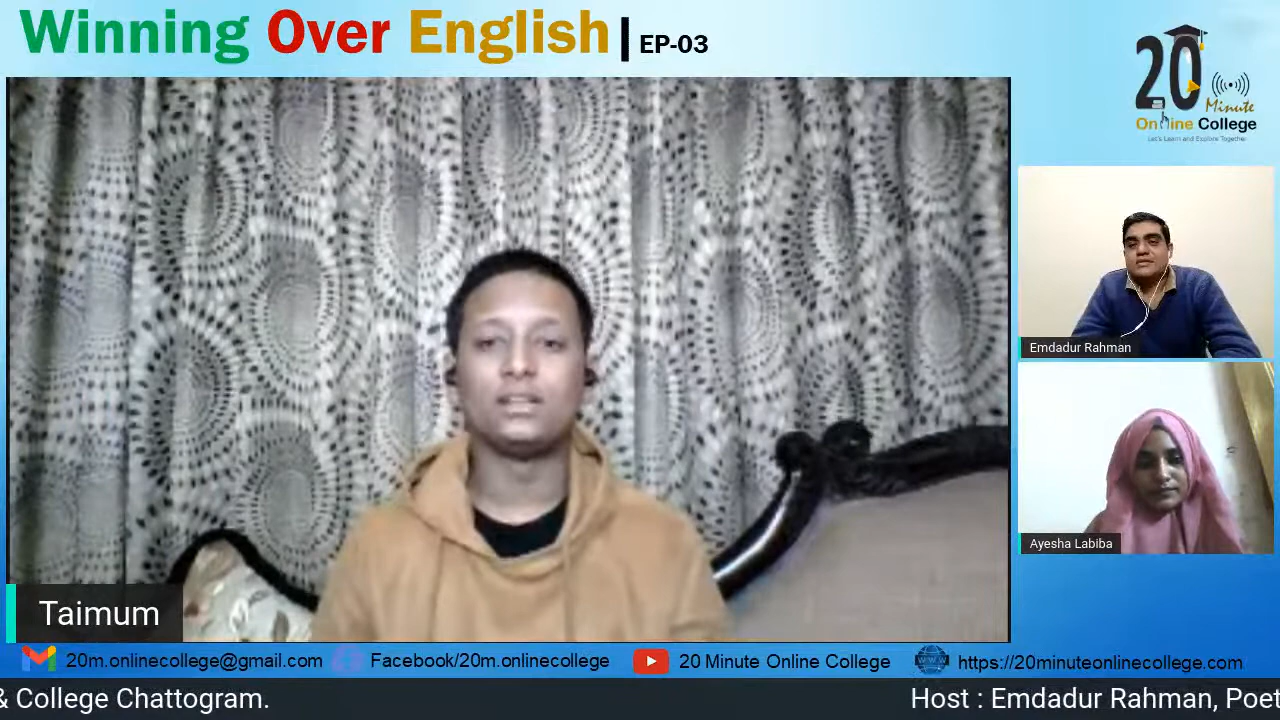 Winning Over English | EP-03
20
Minute
Online College
Let's Learn and Explore Together
Emdadur Rahman
Ayesha Labiba
Taimum
20m.onlinecollege@gmail.com
Facebook/20m.onlinecollege
20 Minute Online College
https://20minuteonlinecollege.com
& College Chattogram.
Host : Emdadur Rahman, Poet